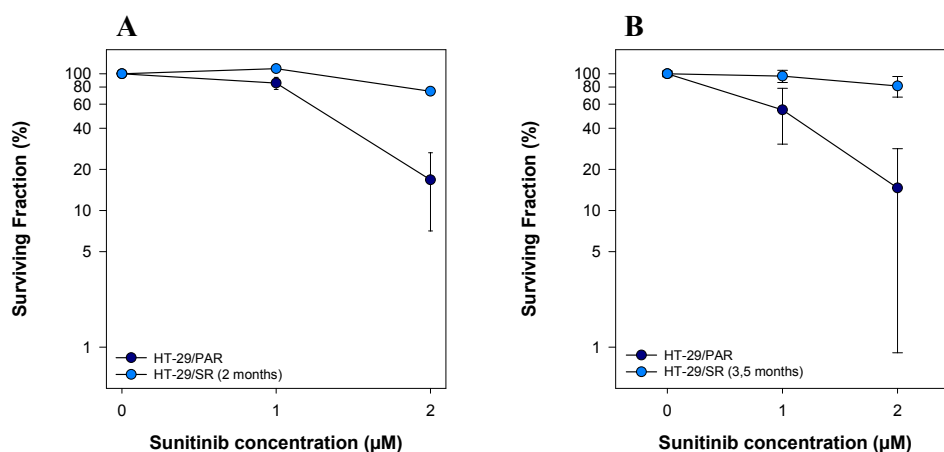 A
100
80
60
40
20
10
5
1
Surviving Fraction (%)
HT-29/PAR
HT-29/SR (2 months)
0
1
2
Sunitinib concentration (µM)
B
100
80
60
40
20
10
5
1
Surviving Fraction (%)
HT-29/PAR
HT-29/SR (3,5 months)
0
1
2
Sunitinib concentration (µM)